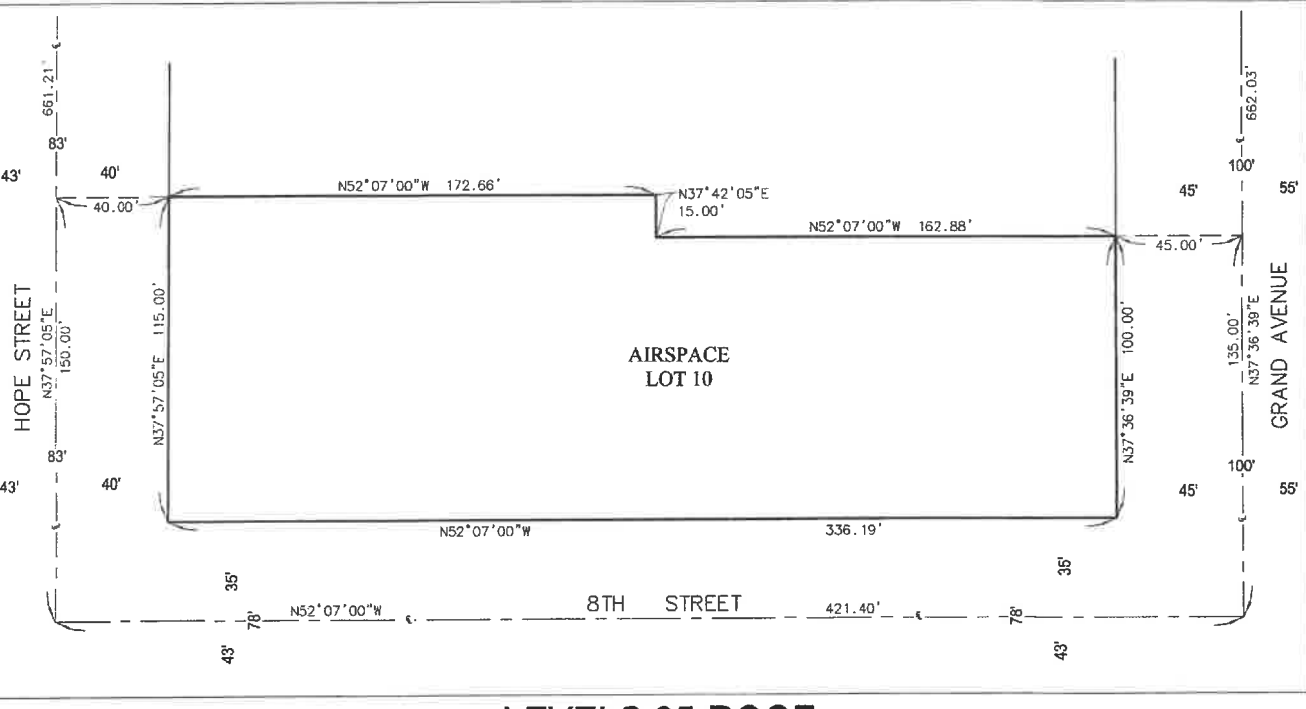 661.21'
662.03'
83'
100'
43'
40'
45'
55'
N52°07'00"W 172.66'
N37°42'05"E
15.00'
40.00'
N52°07'00"W 162.88'
45.00'
HOPE STREET
N37°57'05"E
150.00'
N37°57'05"E 115.00'
AIRSPACE
LOT 10
N37°36'39"E 100.00'
135.00'
N37°36'39"E
GRAND AVENUE
83'
100'
43'
40'
45'
55'
N52°07'00"W 336.19'
35'
35'
N52°07'00"W 8TH STREET 421.40'
78'
78'
43'
43'